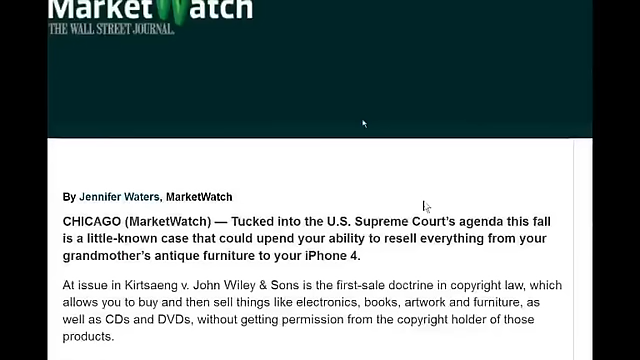 MarketWatch
THE WALL STREET JOURNAL.
By Jennifer Waters, MarketWatch
CHICAGO (MarketWatch) — Tucked into the U.S. Supreme Court's agenda this fall
is a little-known case that could upend your ability to resell everything from your
grandmother's antique furniture to your iPhone 4.
At issue in Kirtsaeng v. John Wiley & Sons is the first-sale doctrine in copyright law, which
allows you to buy and then sell things like electronics, books, artwork and furniture, as
well as CDs and DVDs, without getting permission from the copyright holder of those
products.